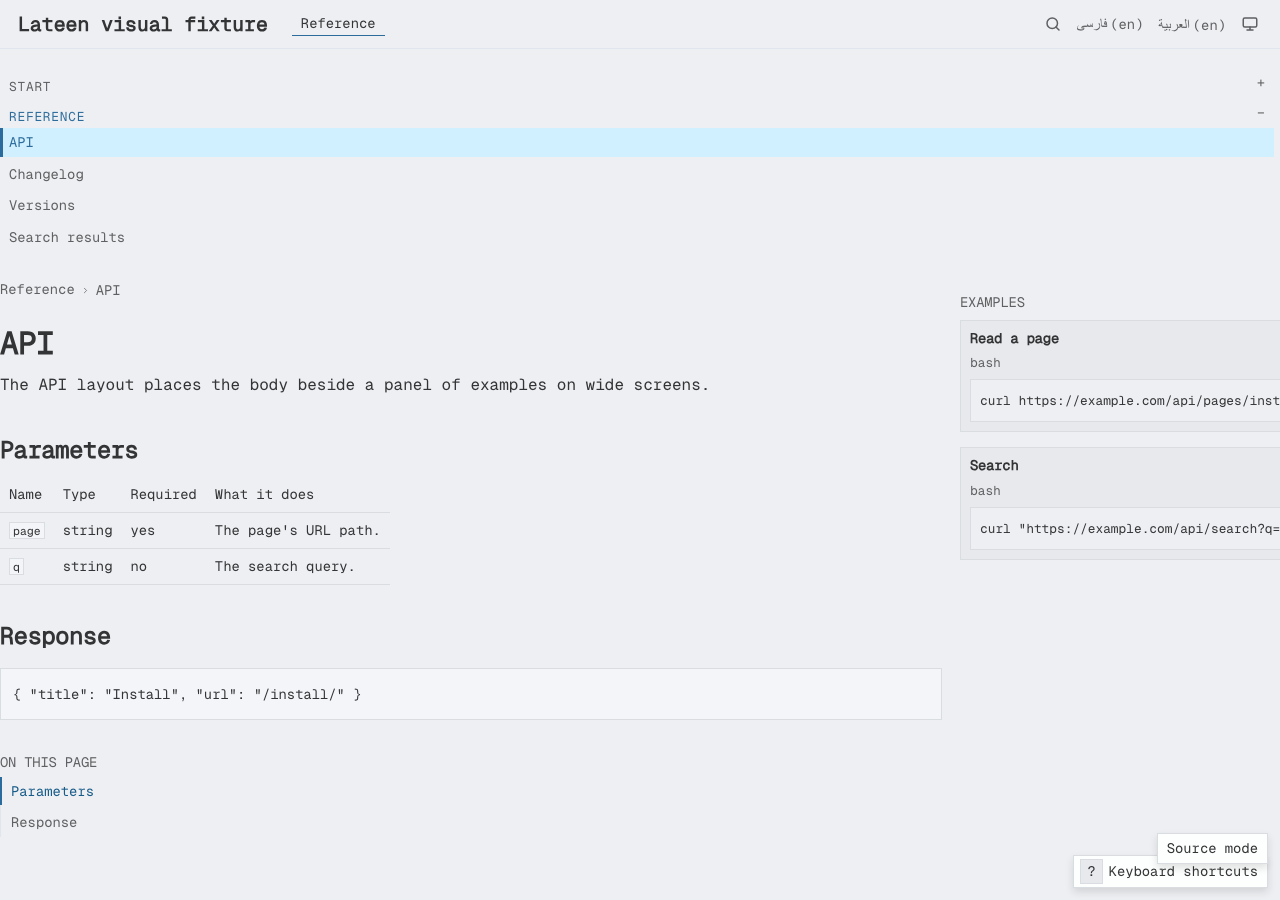 Lateen visual fixture
Reference
فارسی (en)
العربية (en)
START
+
REFERENCE
−
API
Changelog
Versions
Search results
Reference › API
API
The API layout places the body beside a panel of examples on wide screens.
Parameters
Name Type Required What it does
page string yes The page's URL path.
q string no The search query.
Response
{ "title": "Install", "url": "/install/" }
ON THIS PAGE
Parameters
Response
EXAMPLES
Read a page
bash
curl https://example.com/api/pages/inst
Search
bash
curl "https://example.com/api/search?q=
Source mode
? Keyboard shortcuts